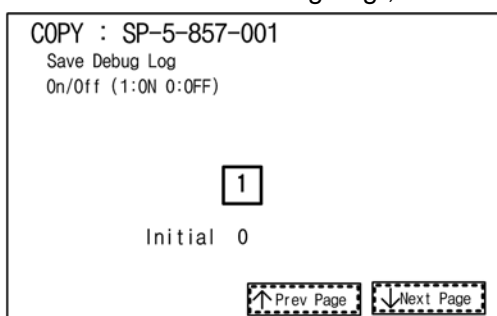 COPY : SP-5-857-001
Save Debug Log
On/Off (1:ON 0:OFF)
1
Initial 0
↑Prev Page ↓Next Page